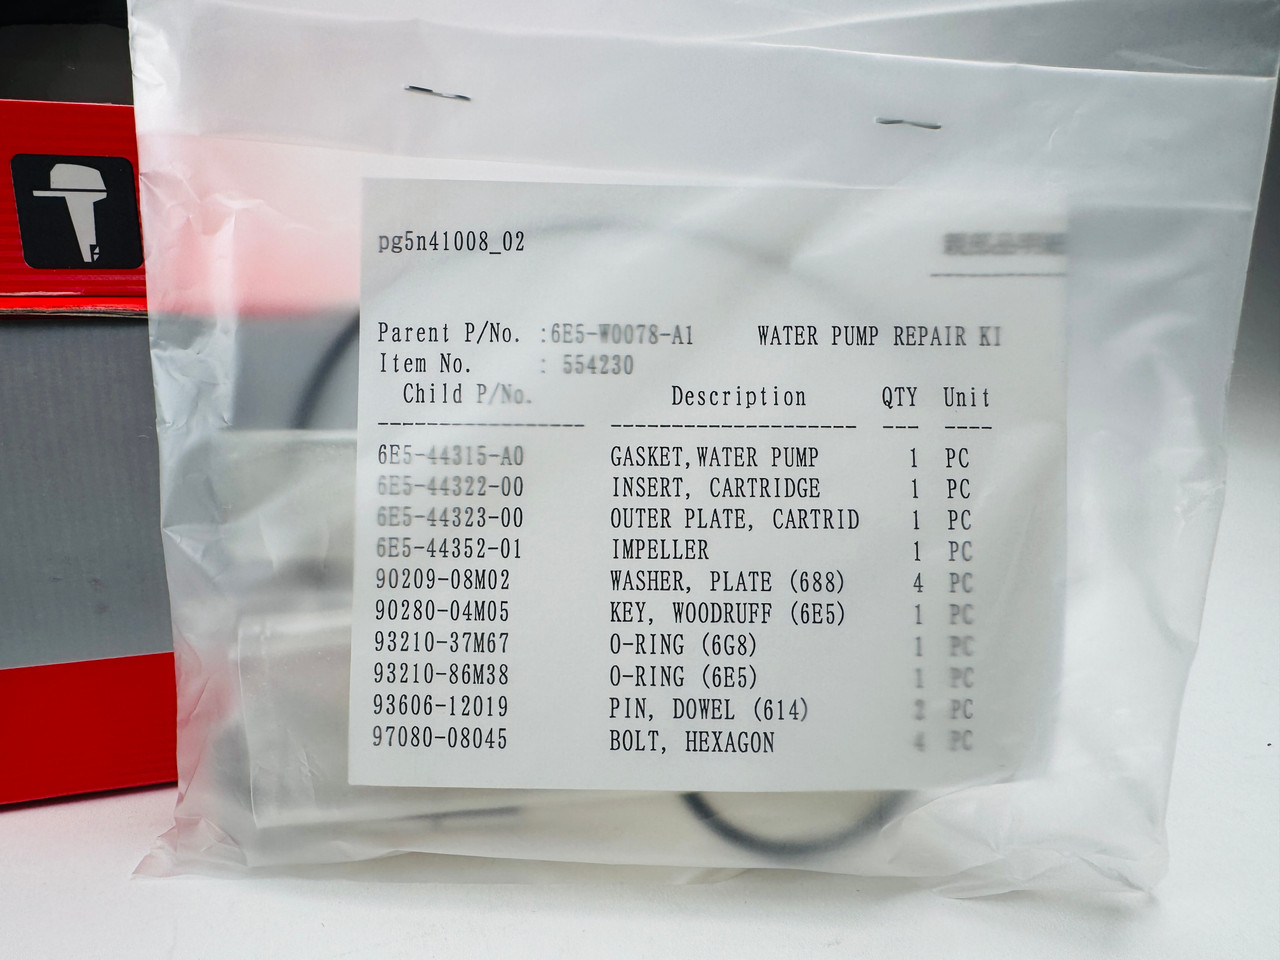 pg5n41008_02
Parent P/No. :6E5-W0078-A1 WATER PUMP REPAIR KI
Item No. : 554230
Child P/No. Description QTY Unit
6E5-44315-A0 GASKET,WATER PUMP 1 PC
6E5-44322-00 INSERT, CARTRIDGE 1 PC
6E5-44323-00 OUTER PLATE, CARTRID 1 PC
6E5-44352-01 IMPELLER 1 PC
90209-08M02 WASHER, PLATE (688) 4 PC
90280-04M05 KEY, WOODRUFF (6E5) 1 PC
93210-37M67 O-RING (6G8) 1 PC
93210-86M38 O-RING (6E5) 1 PC
93606-12019 PIN, DOWEL (614) 2 PC
97080-08045 BOLT, HEXAGON 4 PC